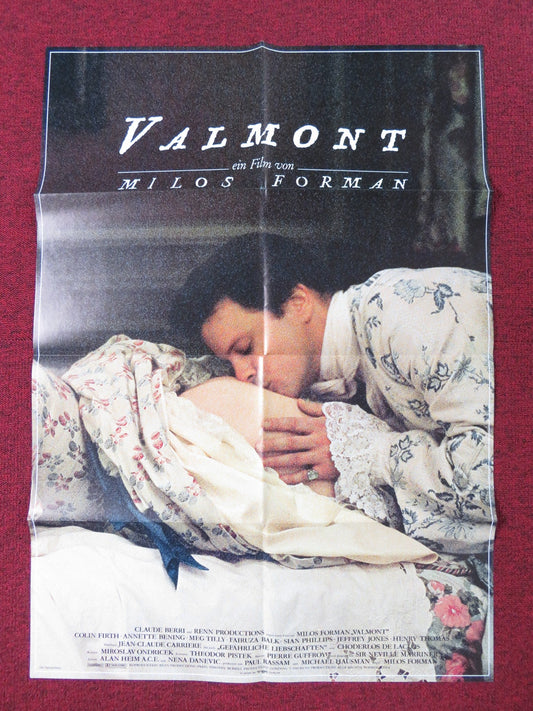 VALMONT
ein Film von
MILOS FORMAN
CLAUDE BERRI RENN PRODUCTIONS MILOS FORMAN „VALMONT"
COLIN FIRTH · ANNETTE BENING · MEG TILLY · FAIRUZA BALK · SIAN PHILLIPS · JEFFREY JONES · HENRY THOMAS
JEAN-CLAUDE CARRIERE „GEFÄHRLICHE LIEBSCHAFTEN" CHODERLOS DE LACLOS
MIROSLAV ONDRICEK THEODOR PISTEK PIERRE GUFFROY SIR NEVILLE MARRINER
ALAN HEIM A.C.E. NENA DANEVIC PAUL RASSAM MICHAEL HAUSMAN MILOS FORMAN